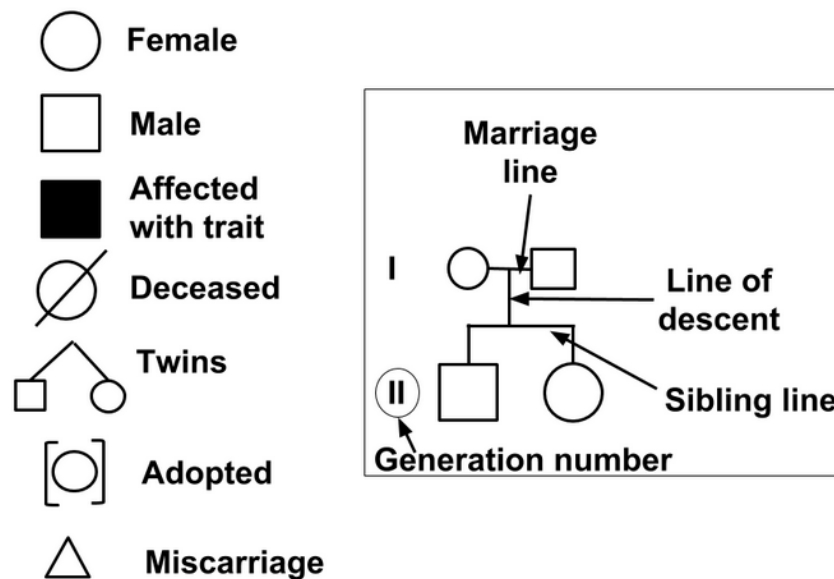 Female
Male
Affected
with trait
Deceased
Twins
Adopted
Miscarriage
Marriage
line
I
Line of
descent
II
Sibling line
Generation number